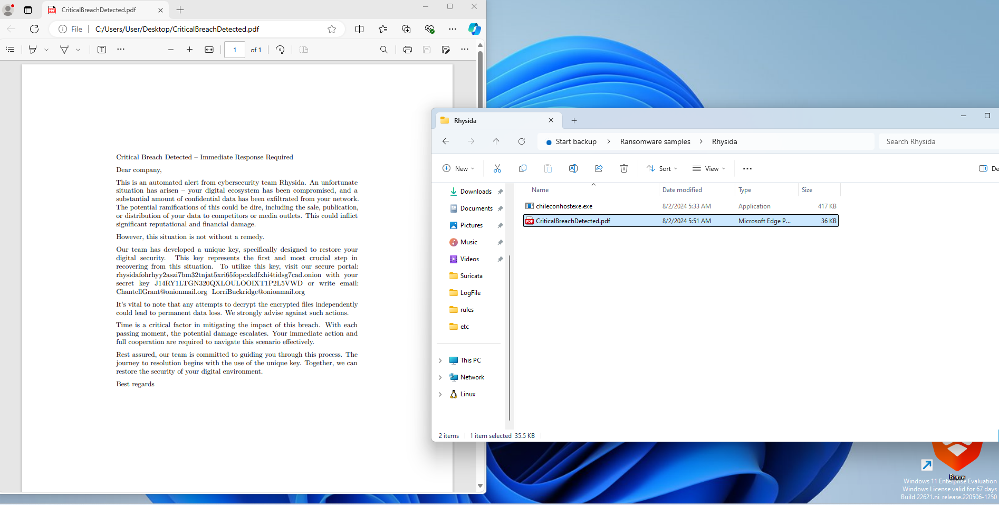 CriticalBreachDetected.pdf
File
C:/Users/User/Desktop/CriticalBreachDetected.pdf
1 of 1
Critical Breach Detected – Immediate Response Required
Dear company,
This is an automated alert from cybersecurity team Rhysida. An unfortunate
situation has arisen – your digital ecosystem has been compromised, and a
substantial amount of confidential data has been exfiltrated from your network.
The potential ramifications of this could be dire, including the sale, publication,
or distribution of your data to competitors or media outlets. This could inflict
significant reputational and financial damage.
However, this situation is not without a remedy.
Our team has developed a unique key, specifically designed to restore your
digital security. This key represents the first and most crucial step in
recovering from this situation. To utilize this key, visit our secure portal:
rhysidafohrhyy2aszi7bm32tnjat5xri65fopcxkdfxhi4tidsg7cad.onion with your
secret key J14RY1LTGN320QXLOULOOIXT1P2L5VWD or write email:
ChantellGrant@onionmail.org LorriBuckridge@onionmail.org
It's vital to note that any attempts to decrypt the encrypted files independently
could lead to permanent data loss. We strongly advise against such actions.
Time is a critical factor in mitigating the impact of this breach. With each
passing moment, the potential damage escalates. Your immediate action and
full cooperation are required to navigate this scenario effectively.
Rest assured, our team is committed to guiding you through this process. The
journey to resolution begins with the use of the unique key. Together, we can
restore the security of your digital environment.
Best regards
Rhysida
Start backup > Ransomware samples > Rhysida
Search Rhysida
New
Sort
View
De
Downloads
Documents
Pictures
Music
Videos
Suricata
LogFile
rules
etc
This PC
Network
Linux
Name Date modified Type Size
chileconhostexe.exe 8/2/2024 5:33 AM Application 417 KB
PDF CriticalBreachDetected.pdf 8/2/2024 5:51 AM Microsoft Edge P... 36 KB
2 items 1 item selected 35.5 KB
Brave
Windows 11 Enterprise Evaluation
Windows License valid for 67 days
Build 22621.ni_release.220506-1250